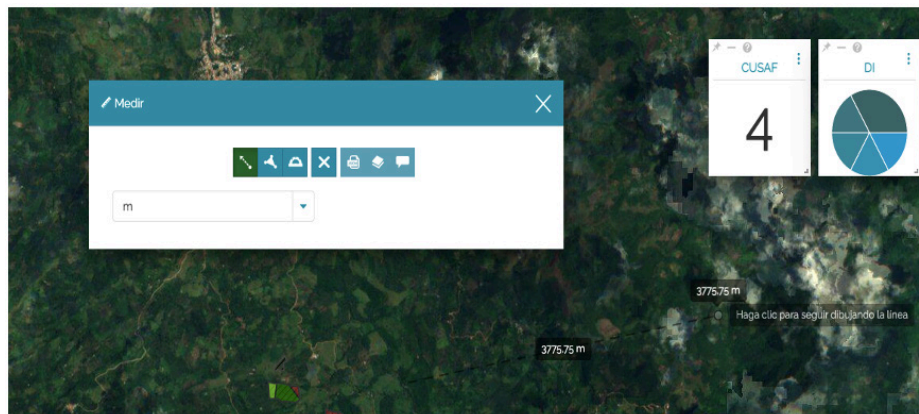 Medir
m
CUSAF
4
DI
3775.75 m
Haga clic para seguir dibujando la línea
3775.75 m